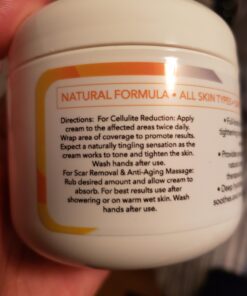 NATURAL FORMULA • ALL SKIN TYPES •
Directions: For Cellulite Reduction: Apply
cream to the affected areas twice daily.
Wrap area of coverage to promote results.
Expect a naturally tingling sensation as the
cream works to tone and tighten the skin.
Wash hands after use.
For Scar Removal & Anti-Aging Massage:
Rub desired amount and allow cream to
absorb. For best results use after
showering or on warm wet skin. Wash
hands after use.
• Provides
• Deep
soothes